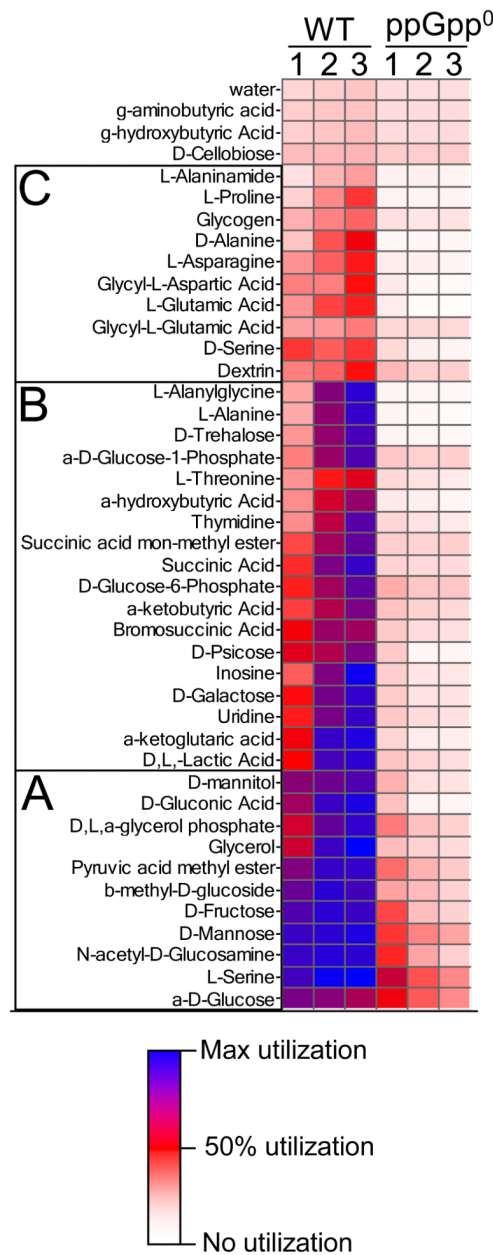 WT ppGpp⁰
1 2 3 1 2 3
water
g-aminobutyric acid
g-hydroxybutyric Acid
D-Cellobiose
C
L-Alaninamide
L-Proline
Glycogen
D-Alanine
L-Asparagine
Glycyl-L-Aspartic Acid
L-Glutamic Acid
Glycyl-L-Glutamic Acid
D-Serine
Dextrin
B
L-Alanylglycine
L-Alanine
D-Trehalose
a-D-Glucose-1-Phosphate
L-Threonine
a-hydroxybutyric Acid
Thymidine
Succinic acid mon-methyl ester
Succinic Acid
D-Glucose-6-Phosphate
a-ketobutyric Acid
Bromosuccinic Acid
D-Psicose
Inosine
D-Galactose
Uridine
a-ketoglutaric acid
D,L,-Lactic Acid
A
D-mannitol
D-Gluconic Acid
D,L,a-glycerol phosphate
Glycerol
Pyruvic acid methyl ester
b-methyl-D-glucoside
D-Fructose
D-Mannose
N-acetyl-D-Glucosamine
L-Serine
a-D-Glucose
Max utilization
50% utilization
No utilization